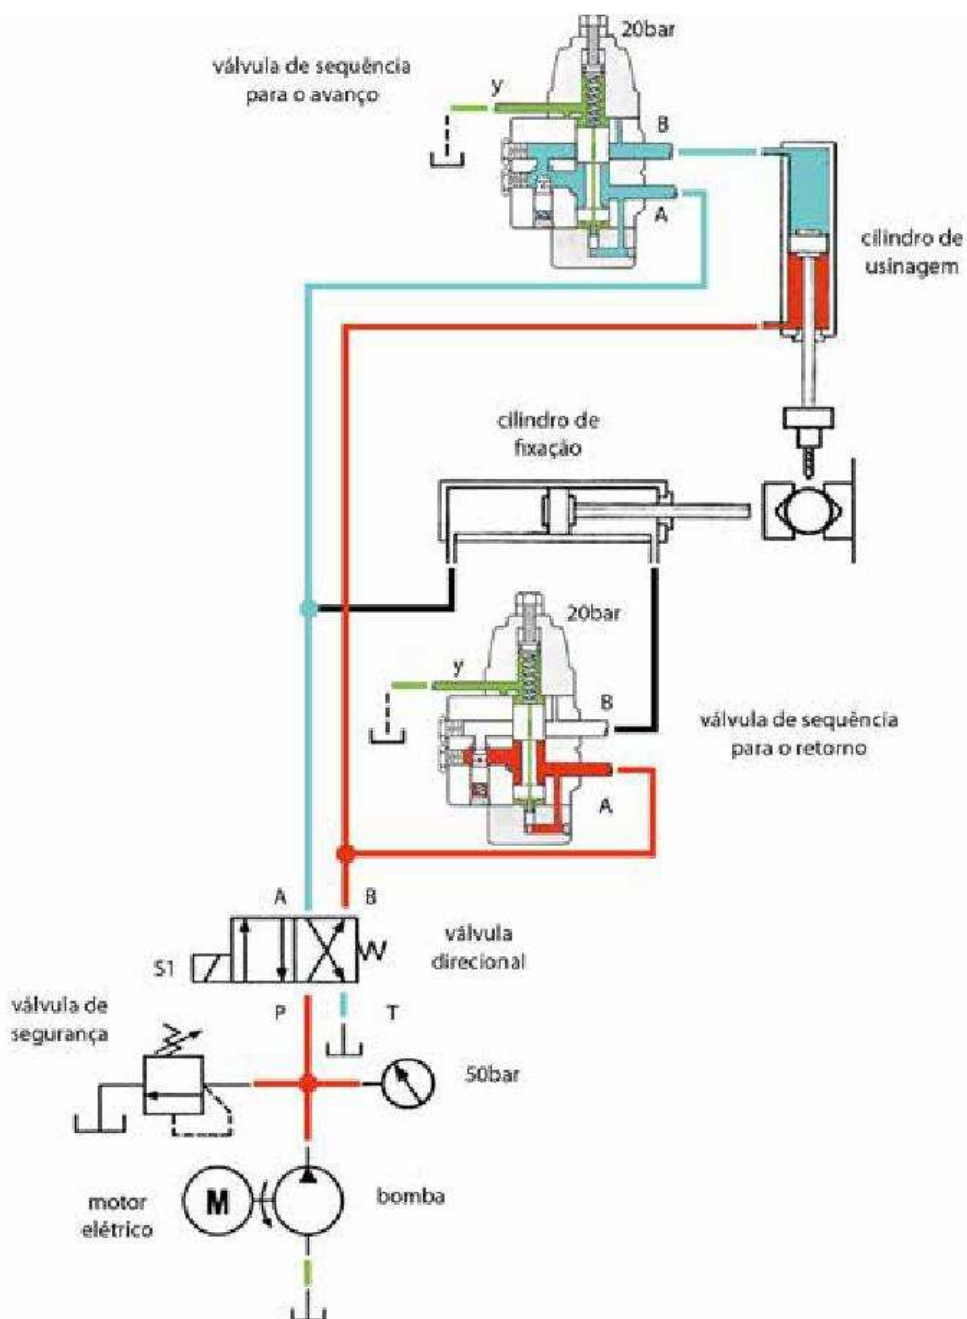 20bar
válvula de sequência
para o avanço
y
B
A
cilindro de
usinagem
cilindro de
fixação
20bar
y
B
válvula de sequência
para o retorno
A
A
B
válvula
direcional
S1
válvula de
segurança
P
T
50bar
M
bomba
motor
elétrico